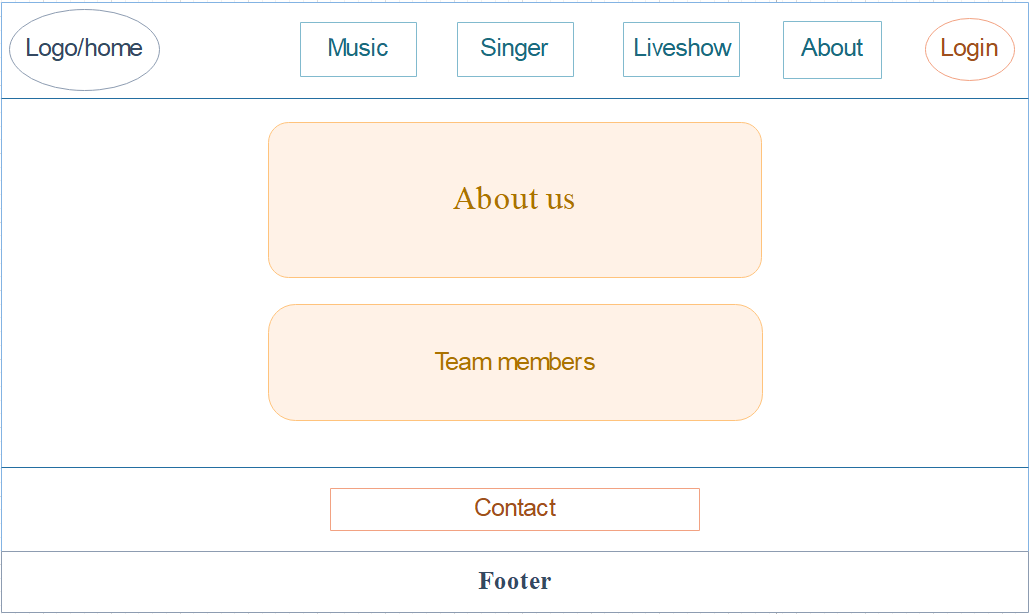 Logo/home
Music
Singer
Liveshow
About
Login
About us
Team members
Contact
Footer